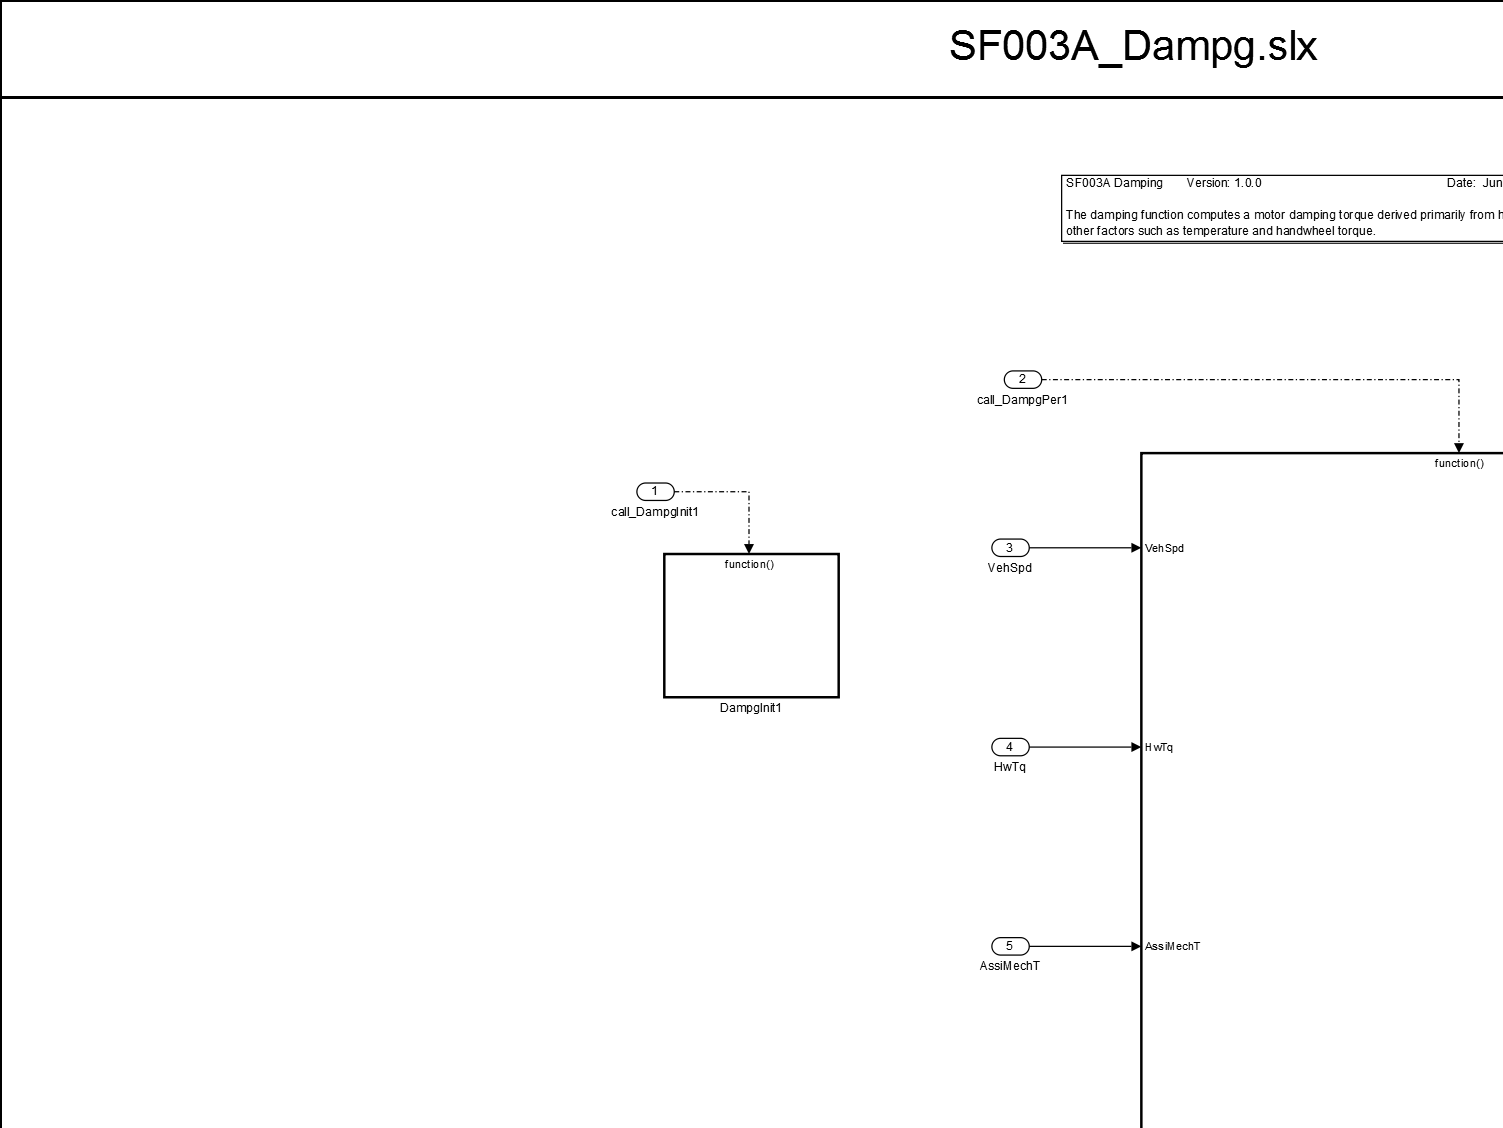 SF003A_Dampg.slx
SF003A Damping Version: 1.0.0 Date: Jun
The damping function computes a motor damping torque derived primarily from h
other factors such as temperature and handwheel torque.
2
call_DampgPer1
function()
1
call_DampgInit1
function()
DampgInit1
3
VehSpd
VehSpd
4
HwTq
HwTq
5
AssiMechT
AssiMechT